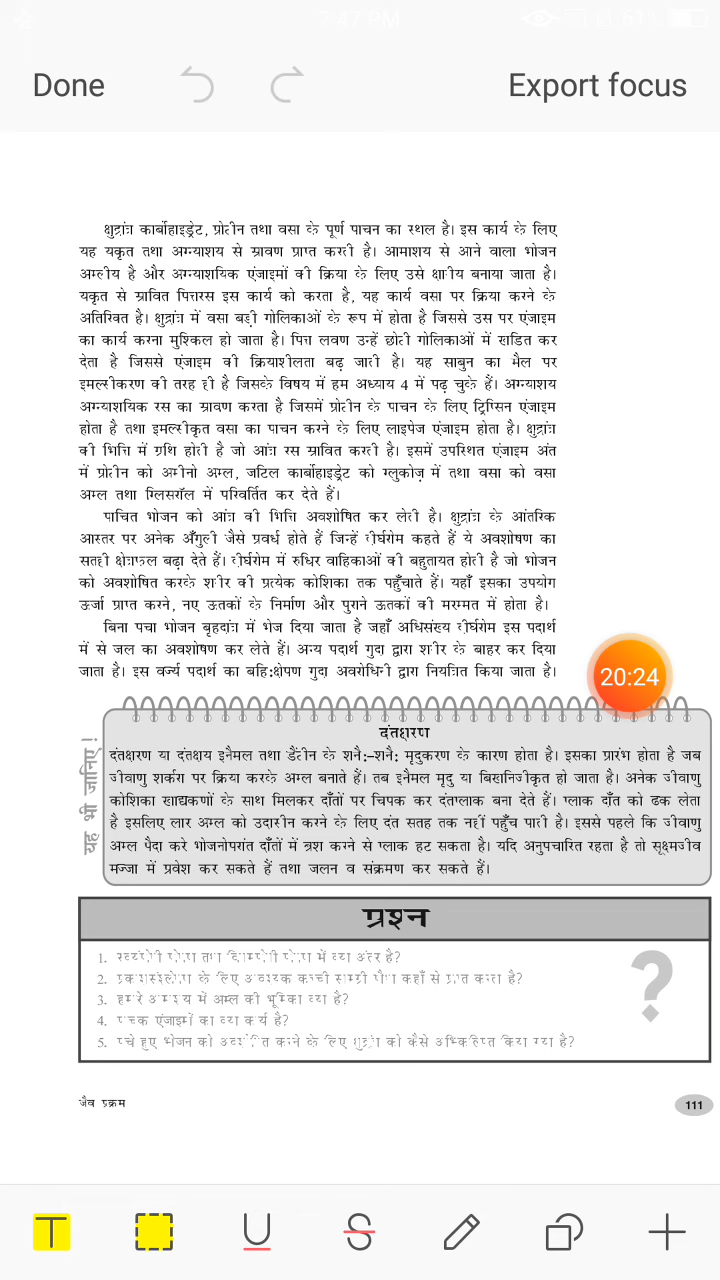 2:47 PM
61%
Done
Export focus
क्षुद्रांत्र कार्बोहाइड्रेट, प्रोटीन तथा वसा के पूर्ण पाचन का स्थल है। इस कार्य के लिए
यह यकृत तथा अग्न्याशय से स्रावण प्राप्त करती है। आमाशय से आने वाला भोजन
अम्लीय है और अग्न्याशयिक एंजाइमों की क्रिया के लिए उसे क्षारीय बनाया जाता है।
यकृत से स्रावित पित्तरस इस कार्य को करता है, यह कार्य वसा पर क्रिया करने के
अतिरिक्त है। क्षुद्रांत्र में वसा बड़ी गोलिकाओं के रूप में होता है जिससे उस पर एंजाइम
का कार्य करना मुश्किल हो जाता है। पित्त लवण उन्हें छोटी गोलिकाओं में खंडित कर
देता है जिससे एंजाइम की क्रियाशीलता बढ़ जाती है। यह साबुन का मैल पर
इमल्सीकरण की तरह ही है जिसके विषय में हम अध्याय 4 में पढ़ चुके हैं। अग्न्याशय
अग्न्याशयिक रस का स्रावण करता है जिसमें प्रोटीन के पाचन के लिए ट्रिप्सिन एंजाइम
होता है तथा इमल्सीकृत वसा का पाचन करने के लिए लाइपेज एंजाइम होता है। क्षुद्रांत्र
की भित्ति में ग्रंथि होती है जो आंत्र रस स्रावित करती है। इसमें उपस्थित एंजाइम अंत
में प्रोटीन को अमीनो अम्ल, जटिल कार्बोहाइड्रेट को ग्लुकोज़ में तथा वसा को वसा
अम्ल तथा ग्लिसरॉल में परिवर्तित कर देते हैं।
पाचित भोजन को आंत्र की भित्ति अवशोषित कर लेती है। क्षुद्रांत्र के आंतरिक
आस्तर पर अनेक अँगुली जैसे प्रवर्ध होते हैं जिन्हें दीर्घरोम कहते हैं ये अवशोषण का
सतही क्षेत्रफल बढ़ा देते हैं। दीर्घरोम में रुधिर वाहिकाओं की बहुतायत होती है जो भोजन
को अवशोषित करके शरीर की प्रत्येक कोशिका तक पहुँचाते हैं। यहाँ इसका उपयोग
ऊर्जा प्राप्त करने, नए ऊतकों के निर्माण और पुराने ऊतकों की मरम्मत में होता है।
बिना पचा भोजन बृहदांत्र में भेज दिया जाता है जहाँ अधिसंख्य दीर्घरोम इस पदार्थ
में से जल का अवशोषण कर लेते हैं। अन्य पदार्थ गुदा द्वारा शरीर के बाहर कर दिया
जाता है। इस वर्ज्य पदार्थ का बहि:क्षेपण गुदा अवरोधिनी द्वारा नियंत्रित किया जाता है।
20:24
यह भी जानिए!
दंतक्षरण
दंतक्षरण या दंतक्षय इनैमल तथा डैंटीन के शनै:-शनै: मृदुकरण के कारण होता है। इसका प्रारंभ होता है जब
जीवाणु शर्करा पर क्रिया करके अम्ल बनाते हैं। तब इनैमल मृदु या बिखनिजीकृत हो जाता है। अनेक जीवाणु
कोशिका खाद्यकणों के साथ मिलकर दाँतों पर चिपक कर दंतप्लाक बना देते हैं। प्लाक दाँत को ढक लेता
है इसलिए लार अम्ल को उदासीन करने के लिए दंत सतह तक नहीं पहुँच पाती है। इससे पहले कि जीवाणु
अम्ल पैदा करे भोजनोपरांत दाँतों में ब्रश करने से प्लाक हट सकता है। यदि अनुपचारित रहता है तो सूक्ष्मजीव
मज्जा में प्रवेश कर सकते हैं तथा जलन व संक्रमण कर सकते हैं।
प्रश्न
1. स्वयंपोषी पोषण तथा विषमपोषी पोषण में क्या अंतर है?
2. प्रकाशसंश्लेषण के लिए आवश्यक कच्ची सामग्री पौधा कहाँ से प्राप्त करता है?
3. हमारे आमाशय में अम्ल की भूमिका क्या है?
4. पाचक एंजाइमों का क्या कार्य है?
5. पचे हुए भोजन को अवशोषित करने के लिए क्षुद्रांत्र को कैसे अभिकल्पित किया गया है?
?
जैव प्रक्रम
111